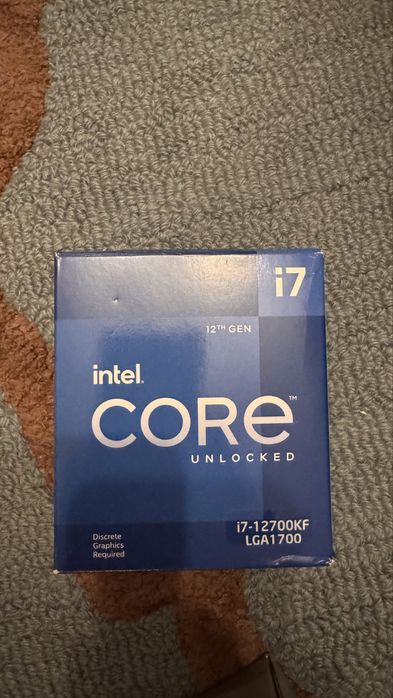 i7
12TH GEN
intel.
CORe™
UNLOCKED
i7-12700KF
LGA1700
Discrete
Graphics
Required